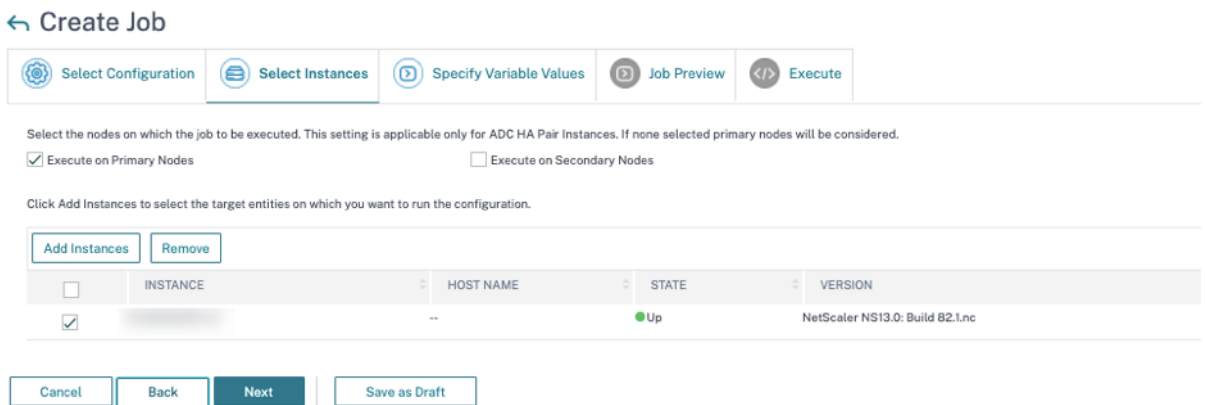 Create Job
Select Configuration Select Instances Specify Variable Values Job Preview Execute
Select the nodes on which the job to be executed. This setting is applicable only for ADC HA Pair Instances. If none selected primary nodes will be considered.
Execute on Primary Nodes Execute on Secondary Nodes
Click Add Instances to select the target entities on which you want to run the configuration.
Add Instances Remove
INSTANCE HOST NAME STATE VERSION
-- Up NetScaler NS13.0: Build 82.1.nc
Cancel Back Next Save as Draft